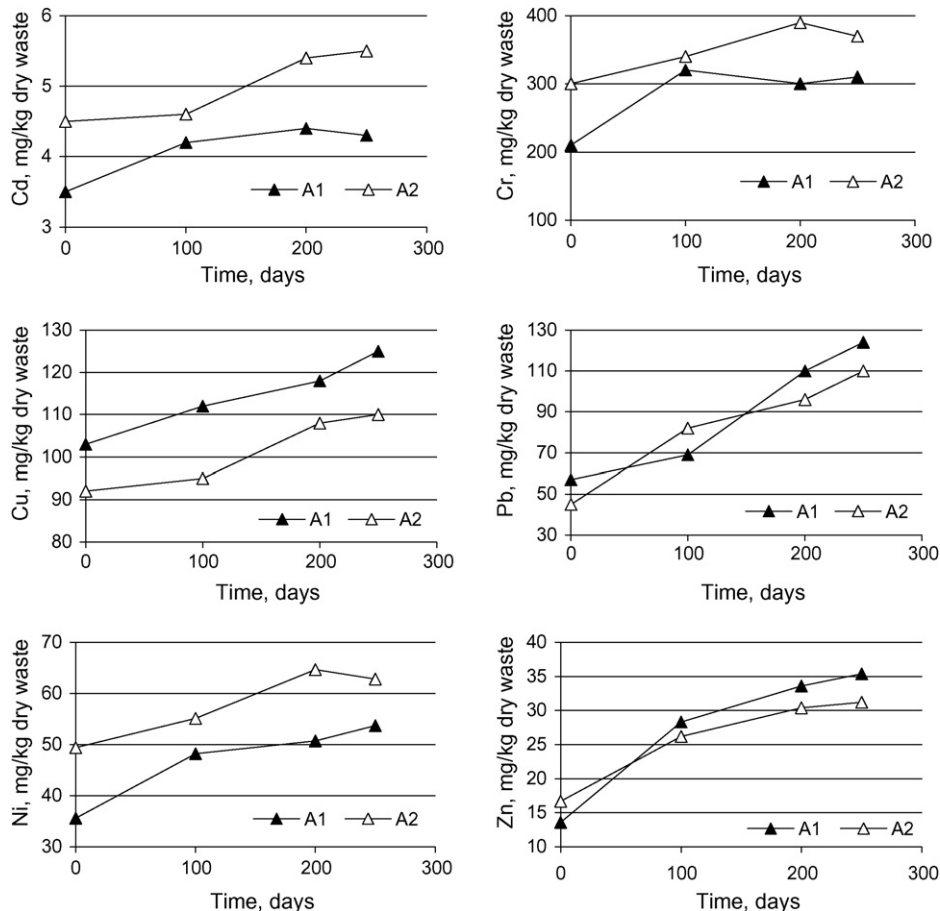 Cd, mg/kg dry waste
6
5
4
3
A1 A2
0 100 200 300
Time, days
Cr, mg/kg dry waste
400
300
200
100
A1 A2
0 100 200 300
Time, days
Cu, mg/kg dry waste
130
120
110
100
90
80
A1 A2
0 100 200 300
Time, days
Pb, mg/kg dry waste
130
110
90
70
50
30
A1 A2
0 100 200 300
Time, days
Ni, mg/kg dry waste
70
60
50
40
30
A1 A2
0 100 200 300
Time, days
Zn, mg/kg dry waste
40
35
30
25
20
15
10
A1 A2
0 100 200 300
Time, days